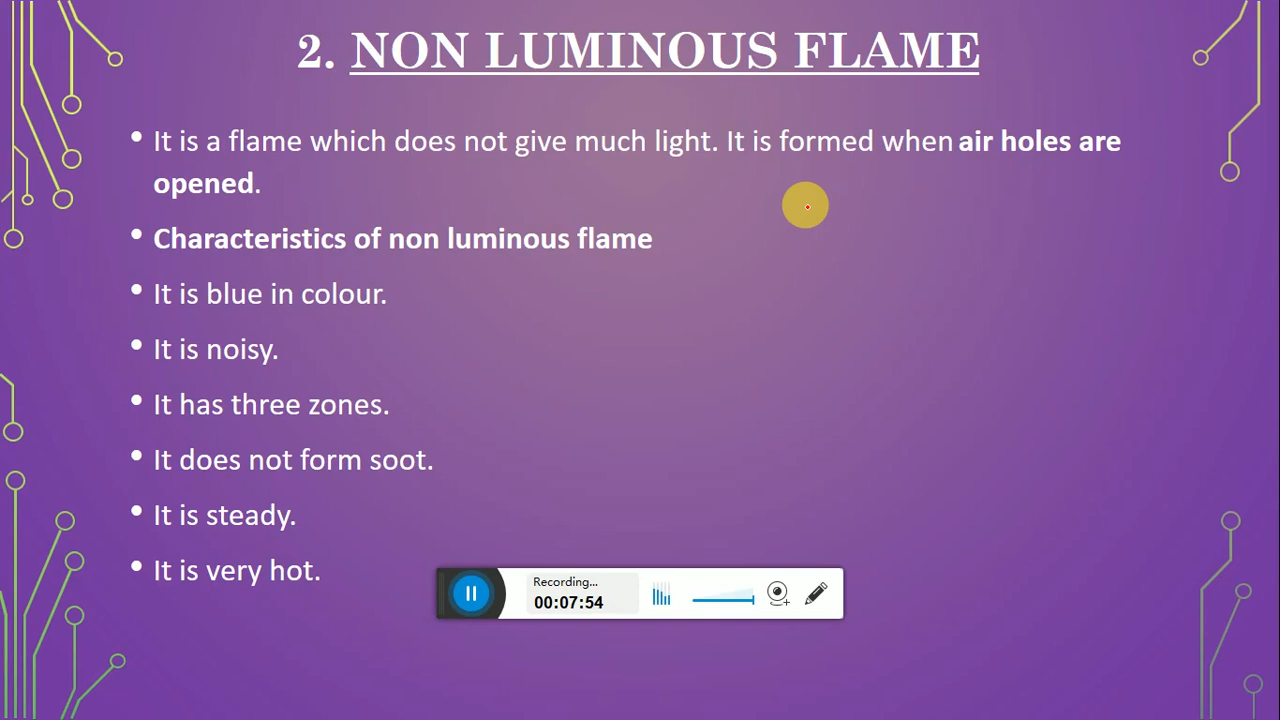 2. NON LUMINOUS FLAME
• It is a flame which does not give much light. It is formed when air holes are
opened.
• Characteristics of non luminous flame
• It is blue in colour.
• It is noisy.
• It has three zones.
• It does not form soot.
• It is steady.
• It is very hot.
Recording...
00:07:54